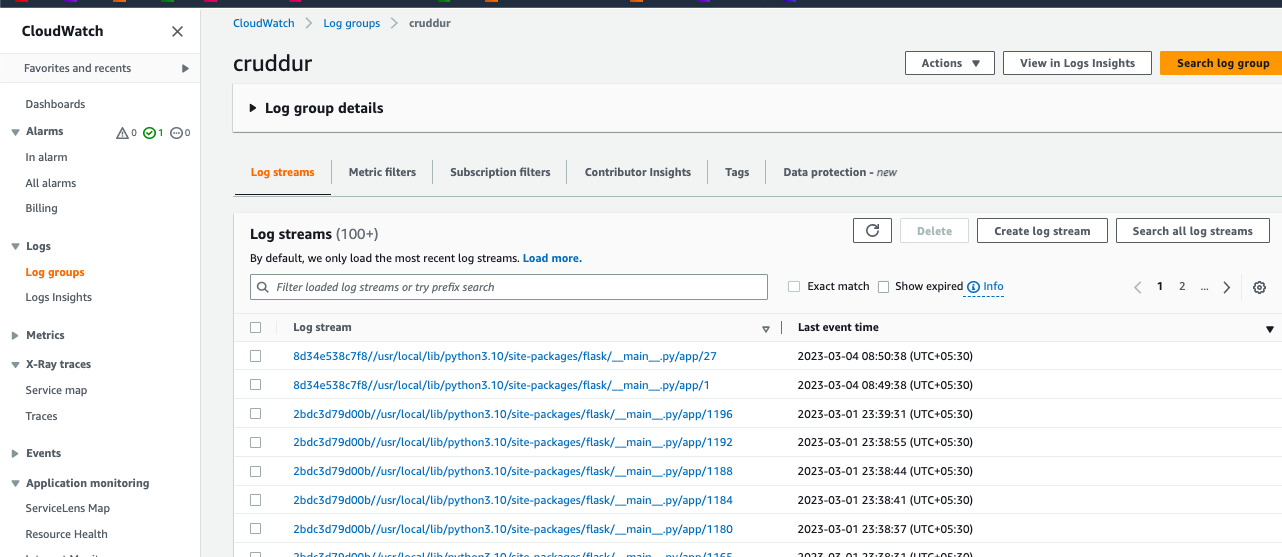 CloudWatch
Favorites and recents
Dashboards
Alarms 0 1 0
In alarm
All alarms
Billing
Logs
Log groups
Logs Insights
Metrics
X-Ray traces
Service map
Traces
Events
Application monitoring
ServiceLens Map
Resource Health
CloudWatch > Log groups > cruddur
cruddur
Actions
View in Logs Insights
Search log group
Log group details
Log streams
Metric filters
Subscription filters
Contributor Insights
Tags
Data protection - new
Log streams (100+)
Delete
Create log stream
Search all log streams
By default, we only load the most recent log streams. Load more.
Filter loaded log streams or try prefix search
Exact match
Show expired
Info
1 2 ...
Log stream Last event time
8d34e538c7f8//usr/local/lib/python3.10/site-packages/flask/__main__.py/app/27 2023-03-04 08:50:38 (UTC+05:30)
8d34e538c7f8//usr/local/lib/python3.10/site-packages/flask/__main__.py/app/1 2023-03-04 08:49:38 (UTC+05:30)
2bdc3d79d00b//usr/local/lib/python3.10/site-packages/flask/__main__.py/app/1196 2023-03-01 23:39:31 (UTC+05:30)
2bdc3d79d00b//usr/local/lib/python3.10/site-packages/flask/__main__.py/app/1192 2023-03-01 23:38:55 (UTC+05:30)
2bdc3d79d00b//usr/local/lib/python3.10/site-packages/flask/__main__.py/app/1188 2023-03-01 23:38:44 (UTC+05:30)
2bdc3d79d00b//usr/local/lib/python3.10/site-packages/flask/__main__.py/app/1184 2023-03-01 23:38:41 (UTC+05:30)
2bdc3d79d00b//usr/local/lib/python3.10/site-packages/flask/__main__.py/app/1180 2023-03-01 23:38:37 (UTC+05:30)